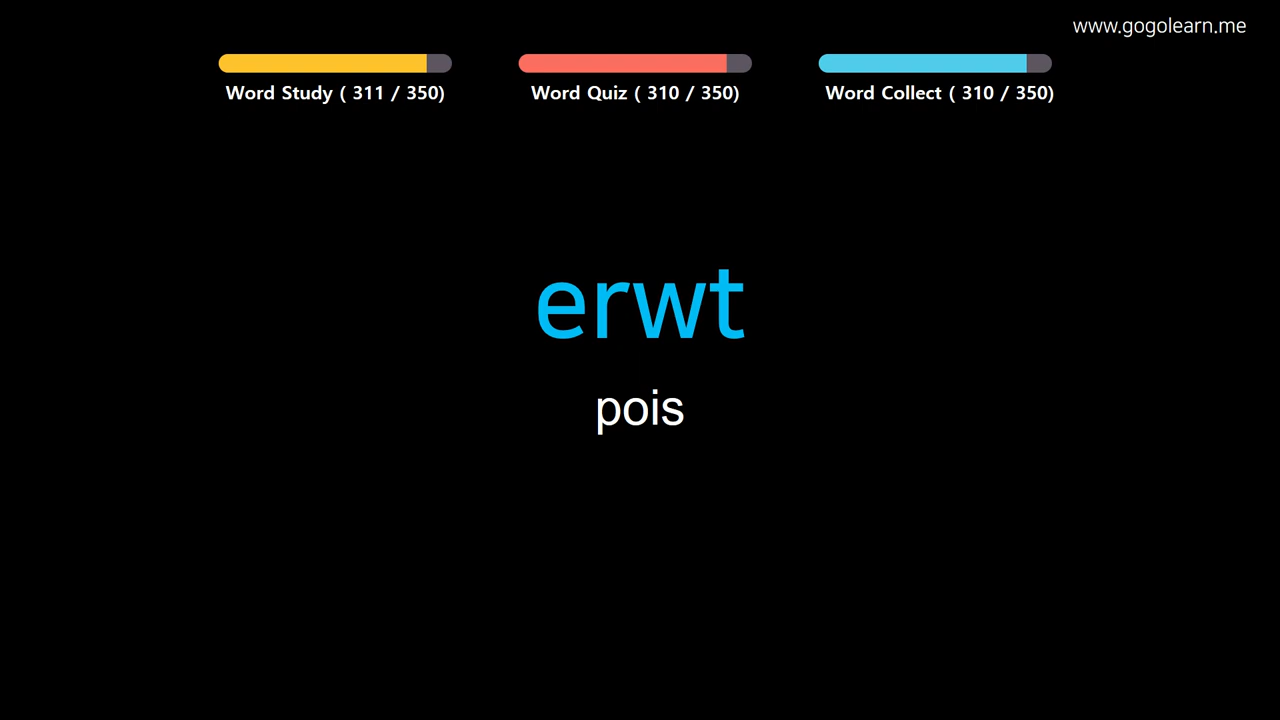 www.gogolearn.me
Word Study ( 311 / 350)
Word Quiz ( 310 / 350)
Word Collect ( 310 / 350)
erwt
pois